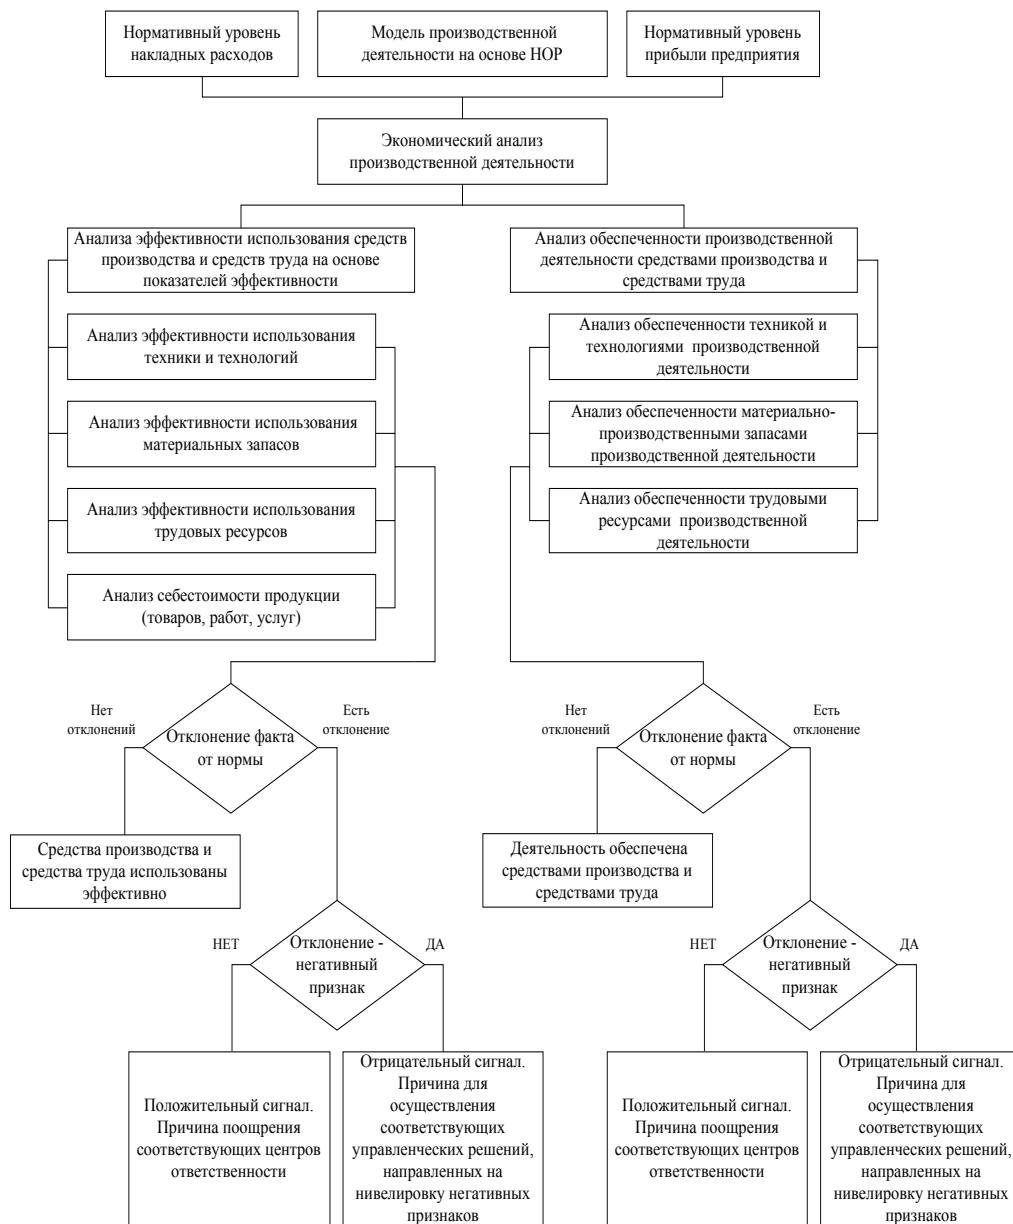 Нормативный уровень
накладных расходов
Модель производственной
деятельности на основе НОР
Нормативный уровень
прибыли предприятия
Экономический анализ
производственной деятельности
Анализа эффективности использования средств
производства и средств труда на основе
показателей эффективности
Анализ обеспеченности производственной
деятельности средствами производства и
средствами труда
Анализ эффективности использования
техники и технологий
Анализ обеспеченности техникой и
технологиями производственной
деятельности
Анализ эффективности использования
материальных запасов
Анализ обеспеченности материально-
производственными запасами
производственной деятельности
Анализ эффективности использования
трудовых ресурсов
Анализ обеспеченности трудовыми
ресурсами производственной
деятельности
Анализ себестоимости продукции
(товаров, работ, услуг)
Нет
отклонений
Отклонение факта
от нормы
Есть
отклонение
Нет
отклонений
Отклонение факта
от нормы
Есть
отклонение
Средства производства и
средства труда использованы
эффективно
Деятельность обеспечена
средствами производства и
средствами труда
НЕТ
Отклонение -
негативный
признак
ДА
НЕТ
Отклонение -
негативный
признак
ДА
Положительный сигнал.
Причина поощрения
соответствующих центров
ответственности
Отрицательный сигнал.
Причина для
осуществления
соответствующих
управленческих решений,
направленных на
нивелировку негативных
признаков
Положительный сигнал.
Причина поощрения
соответствующих центров
ответственности
Отрицательный сигнал.
Причина для
осуществления
соответствующих
управленческих решений,
направленных на
нивелировку негативных
признаков